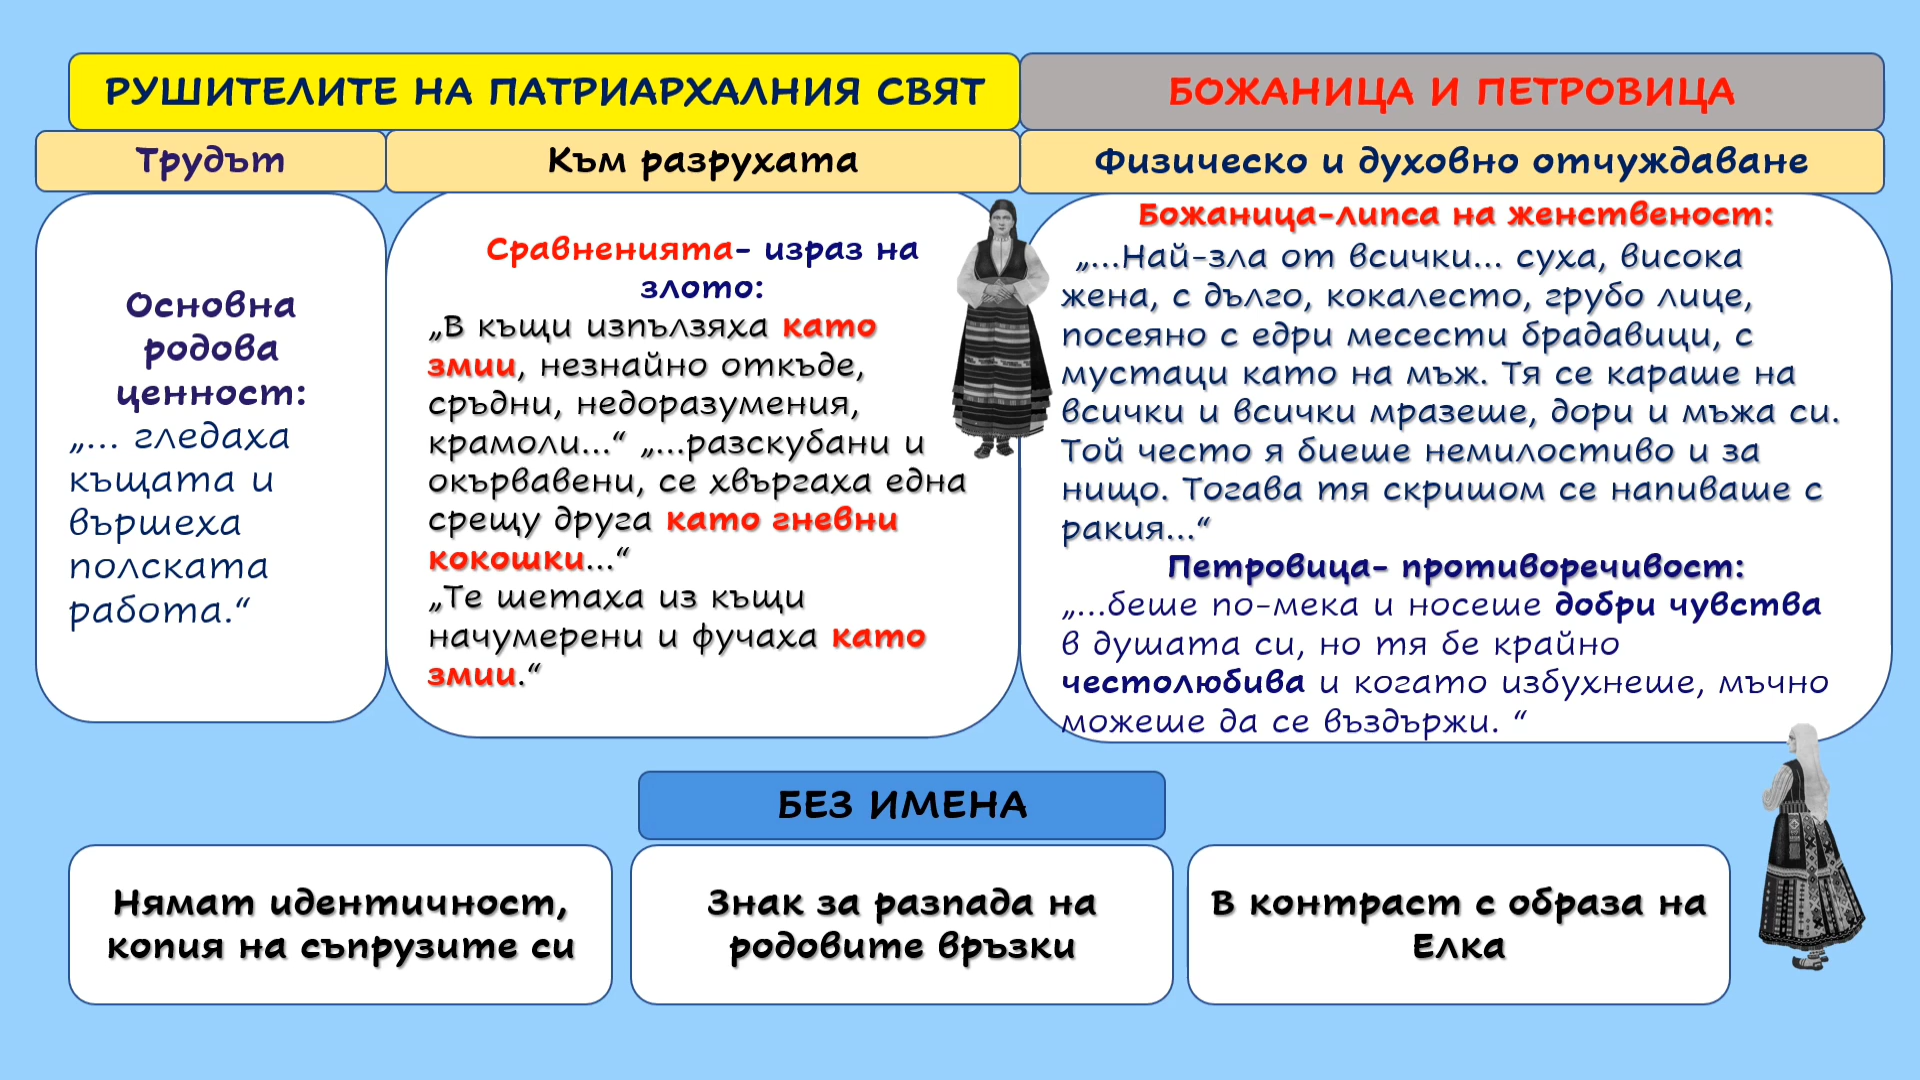 РУШИТЕЛИТЕ НА ПАТРИАРХАЛНИЯ СВЯТ
БОЖАНИЦА И ПЕТРОВИЦА
Трудът
Към разрухата
Физическо и духовно отчуждаване
Основна
родова
ценност:
„... гледаха
къщата и
вършеха
полската
работа.“
Сравненията- израз на
злото:
„В къщи изпълзяха като
змии, незнайно откъде,
сръдни, недоразумения,
крамоли...“ „...разскубани и
окървавени, се хвъргаха една
срещу друга като гневни
кокошки...“
„Те шетаха из къщи
начумерени и фучаха като
змии.“
Божаница-липса на женственост:
„...Най-зла от всички... суха, висока
жена, с дълго, кокалесто, грубо лице,
посеяно с едри месести брадавици, с
мустаци като на мъж. Тя се караше на
всички и всички мразеше, дори и мъжа си.
Той често я биеше немилостиво и за
нищо. Тогава тя скришом се напиваше с
ракия...“
Петровица- противоречивост:
„...беше по-мека и носеше добри чувства
в душата си, но тя бе крайно
честолюбива и когато избухнеше, мъчно
можеше да се въздържи. “
БЕЗ ИМЕНА
Нямат идентичност,
копия на съпрузите си
Знак за разпада на
родовите връзки
В контраст с образа на
Елка